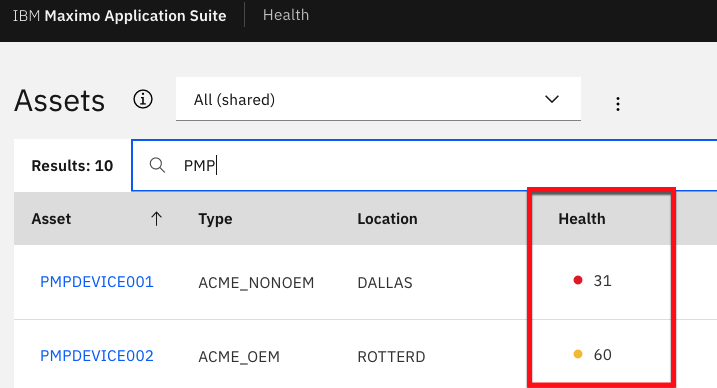 IBM Maximo Application Suite Health
Assets All (shared)
Results: 10 PMP
Asset Type Location Health
PMPDEVICE001 ACME_NONOEM DALLAS 31
PMPDEVICE002 ACME_OEM ROTTERD 60